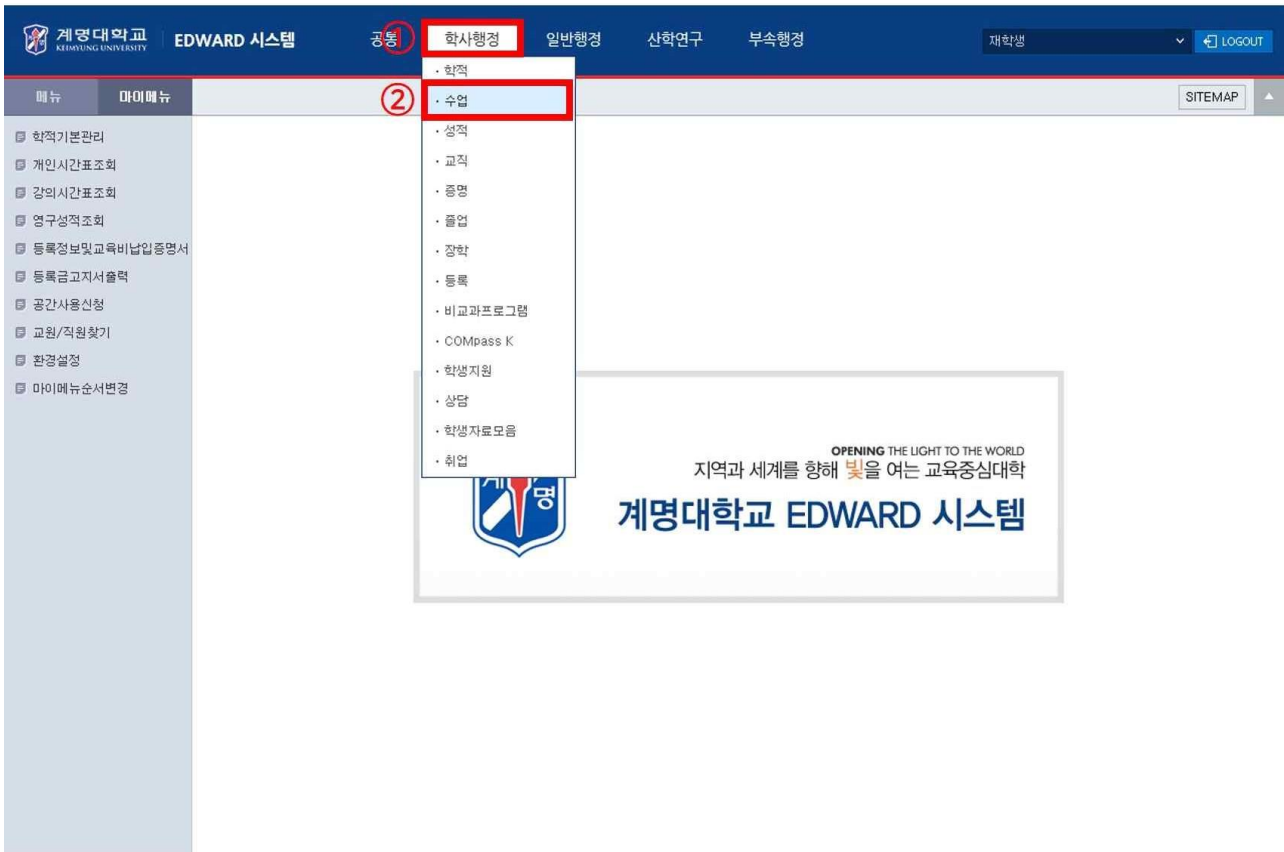 계명대학교
KEIMYUNG UNIVERSITY
EDWARD 시스템
공통
①
학사행정
일반행정
산학연구
부속행정
재학생
LOGOUT
메뉴
마이메뉴
SITEMAP
· 학적
②
· 수업
· 성적
· 교직
· 증명
· 졸업
· 장학
· 등록
· 비교과프로그램
· COMpass K
· 학생지원
· 상담
· 학생자료모음
· 취업
학적기본관리
개인시간표조회
강의시간표조회
영구성적조회
등록정보및교육비납입증명서
등록금고지서출력
공간사용신청
교원/직원찾기
환경설정
마이메뉴순서변경
계명
OPENING THE LIGHT TO THE WORLD
지역과 세계를 향해 빛을 여는 교육중심대학
계명대학교 EDWARD 시스템